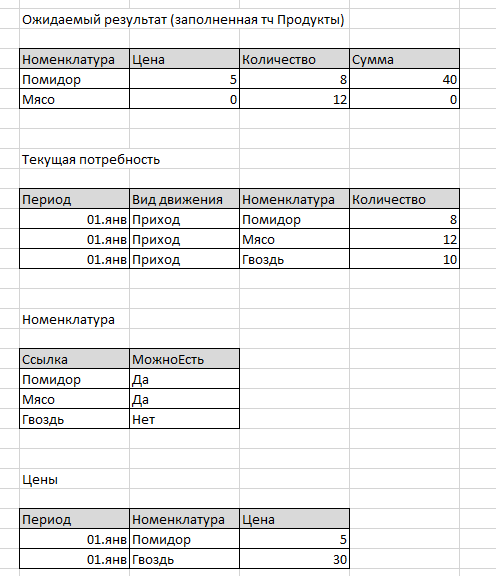 Ожидаемый результат (заполненная тч Продукты)
Номенклатура Цена Количество Сумма
Помидор 5 8 40
Мясо 0 12 0
Текущая потребность
Период Вид движения Номенклатура Количество
01.янв Приход Помидор 8
01.янв Приход Мясо 12
01.янв Приход Гвоздь 10
Номенклатура
Ссылка МожноЕсть
Помидор Да
Мясо Да
Гвоздь Нет
Цены
Период Номенклатура Цена
01.янв Помидор 5
01.янв Гвоздь 30